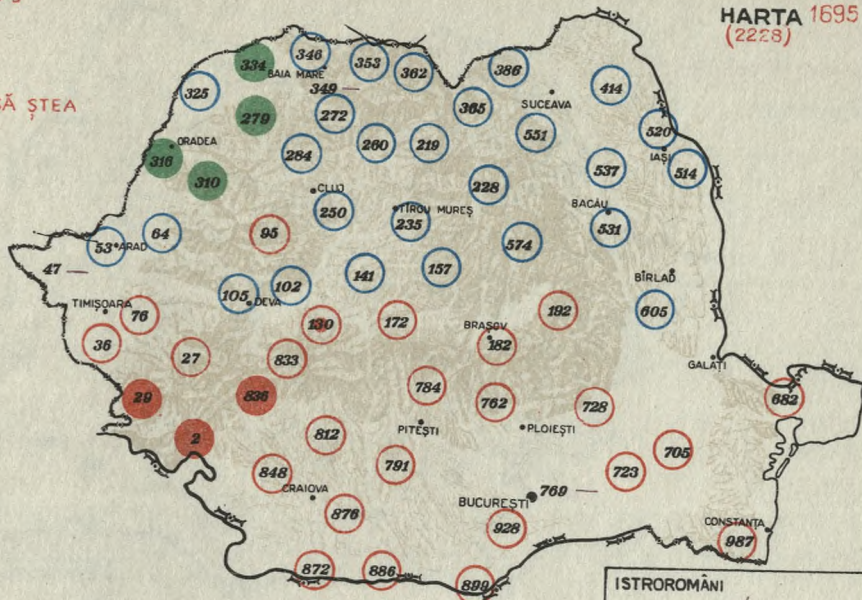 HARTA 1695
(2228)
Ă ȘTEA
334
346
353
362
386
414
BAIA MARE
349 —
325
279
272
365
SUCEAVA
551
520
IAȘI
ORADEA
316
310
284
260
219
537
514
CLUJ
250
TÎRGU MUREȘ
235
228
BACĂU
531
53 ARAD
64
95
574
47 —
105
DEVA
102
141
157
BÎRLAD
605
TIMIȘOARA
76
130
172
192
36
27
833
BRAȘOV
182
GALAȚI
29
836
784
762
728
682
2
812
PITEȘTI
PLOIEȘTI
848
791
723
705
CRAIOVA
876
BUCUREȘTI
769 —
928
CONSTANȚA
987
872
886
899
ISTROROMÂNI